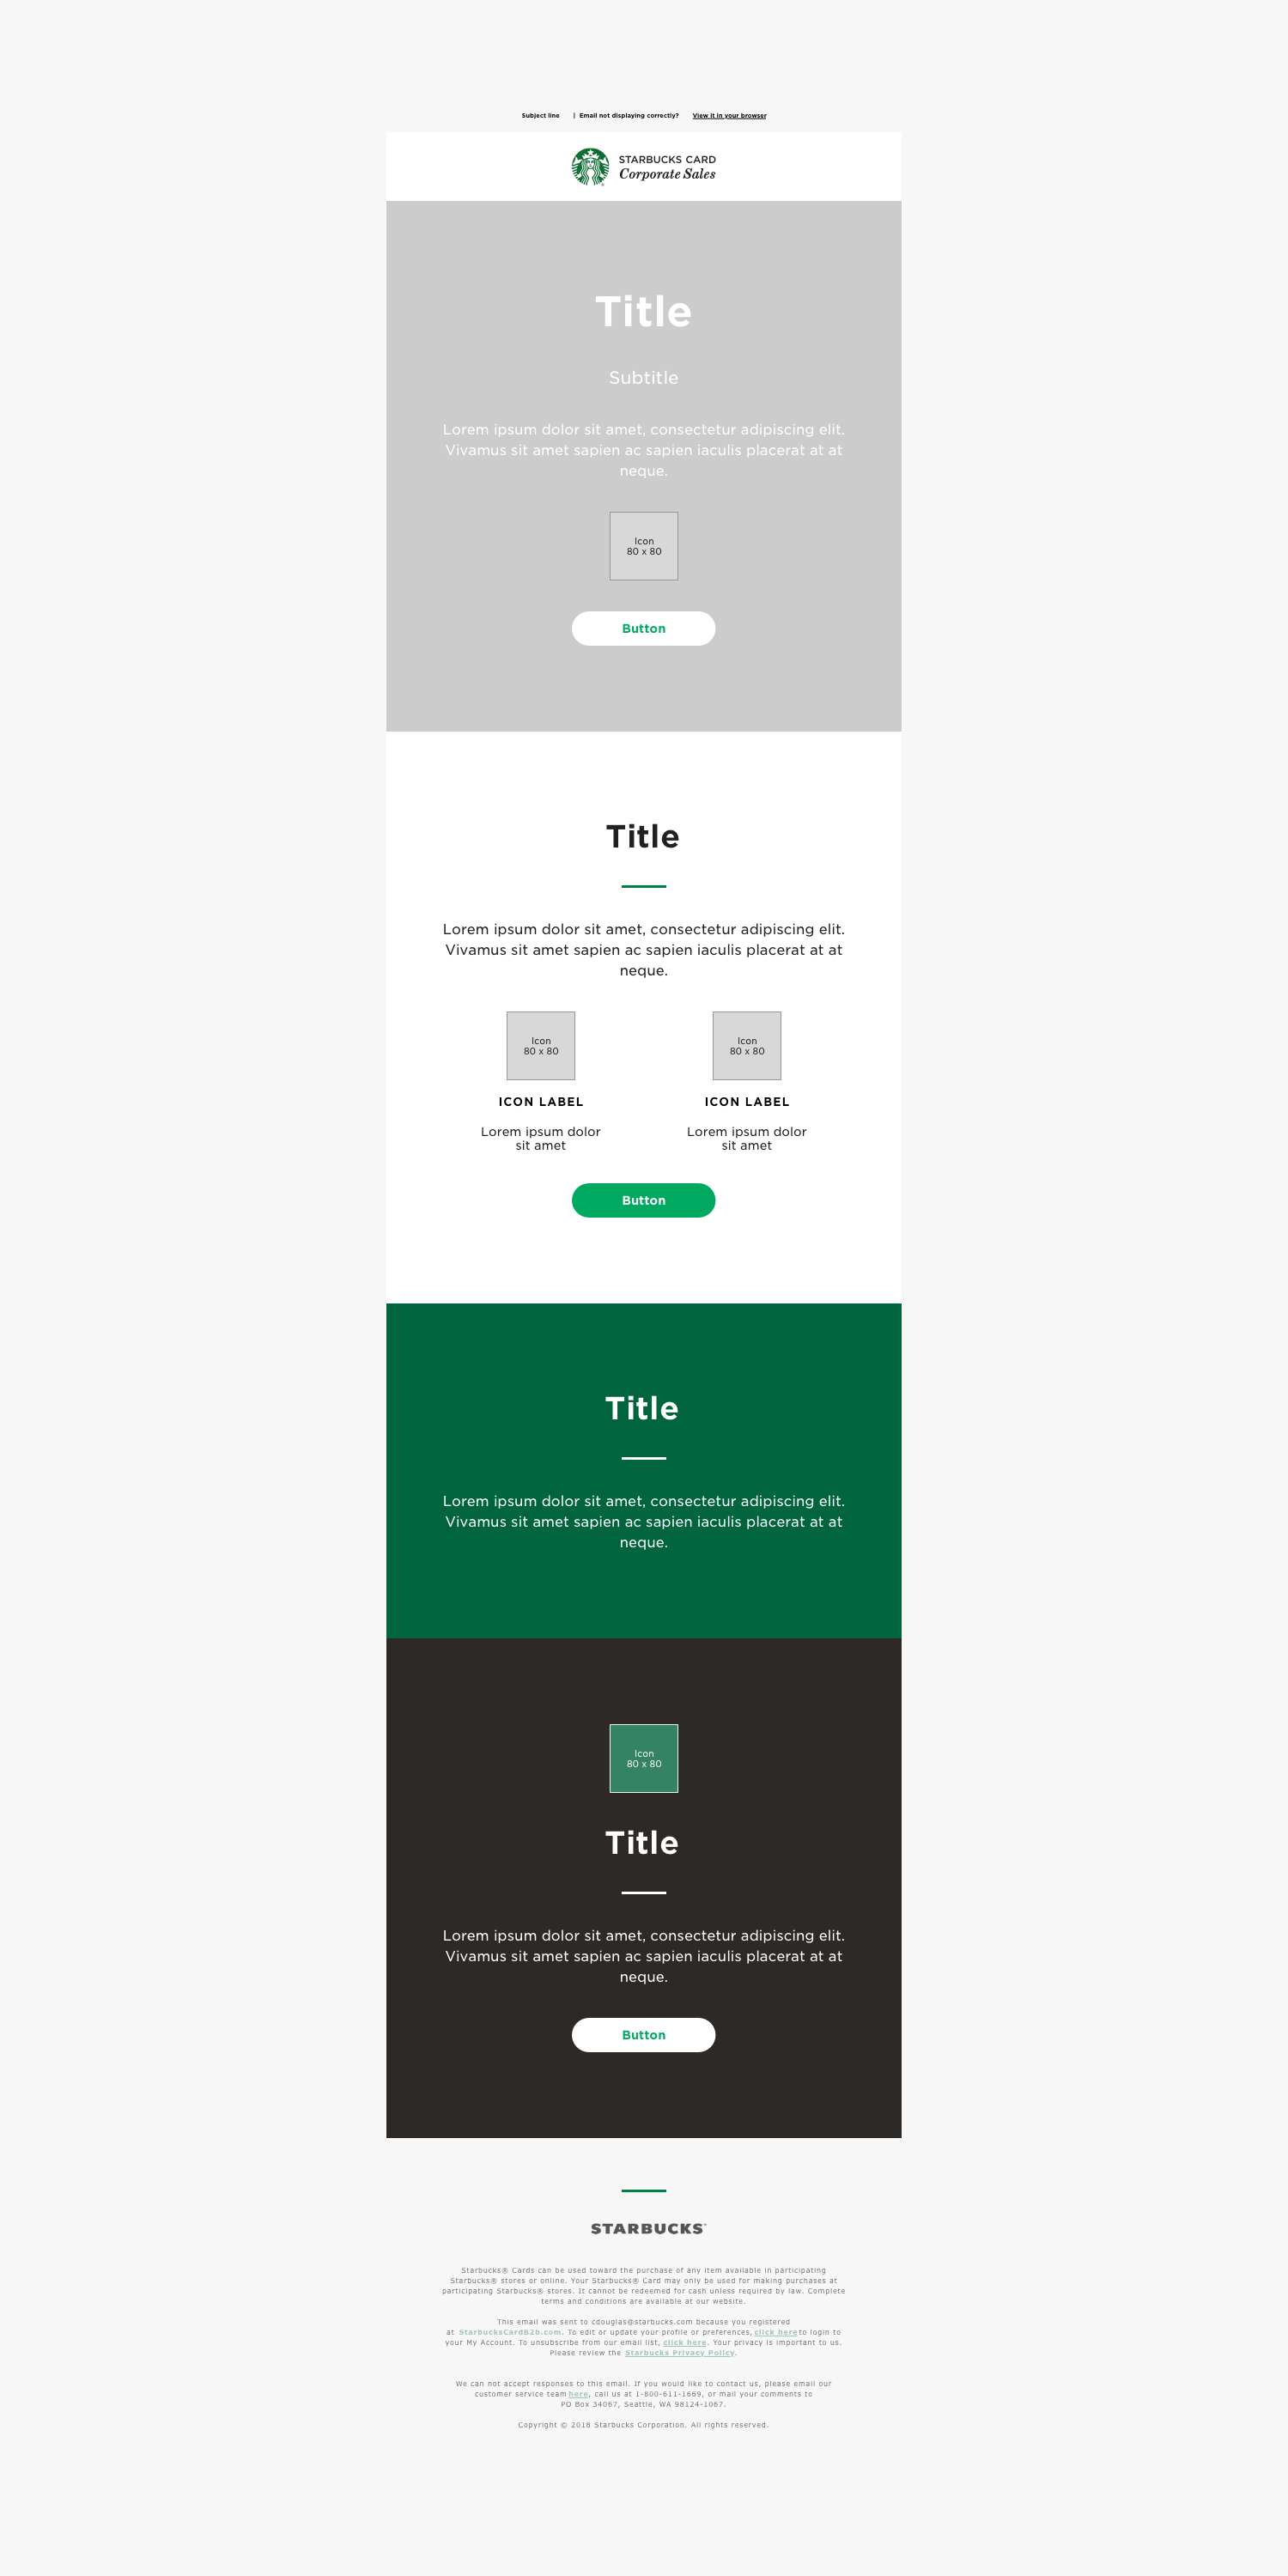 Subject line | Email not displaying correctly? View it in your browser
STARBUCKS CARD
Corporate Sales
Title
Subtitle
Lorem ipsum dolor sit amet, consectetur adipiscing elit.
Vivamus sit amet sapien ac sapien iaculis placerat at at
neque.
Icon
80 x 80
Button
Title
Lorem ipsum dolor sit amet, consectetur adipiscing elit.
Vivamus sit amet sapien ac sapien iaculis placerat at at
neque.
Icon
80 x 80
ICON LABEL
Lorem ipsum dolor
sit amet
Icon
80 x 80
ICON LABEL
Lorem ipsum dolor
sit amet
Button
Title
Lorem ipsum dolor sit amet, consectetur adipiscing elit.
Vivamus sit amet sapien ac sapien iaculis placerat at at
neque.
Icon
80 x 80
Title
Lorem ipsum dolor sit amet, consectetur adipiscing elit.
Vivamus sit amet sapien ac sapien iaculis placerat at at
neque.
Button
STARBUCKS
Starbucks® Cards can be used toward the purchase of any item available in participating
Starbucks® stores or online. Your Starbucks® Card may only be used for making purchases at
participating Starbucks® stores. It cannot be redeemed for cash unless required by law. Complete
terms and conditions are available at our website.
This email was sent to cdouglas@starbucks.com because you registered
at StarbucksCardB2b.com. To edit or update your profile or preferences, click here to login to
your My Account. To unsubscribe from our email list, click here. Your privacy is important to us.
Please review the Starbucks Privacy Policy.
We can not accept responses to this email. If you would like to contact us, please email our
customer service team here, call us at 1-800-611-1669, or mail your comments to
PO Box 34067, Seattle, WA 98124-1067.
Copyright © 2018 Starbucks Corporation. All rights reserved.